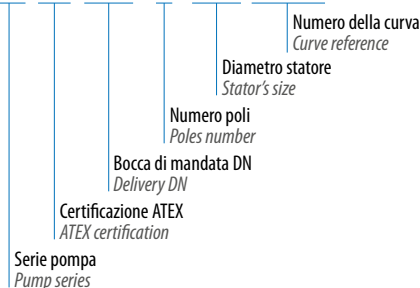 Numero della curva
Curve reference
Diametro statore
Stator's size
Numero poli
Poles number
Bocca di mandata DN
Delivery DN
Certificazione ATEX
ATEX certification
Serie pompa
Pump series